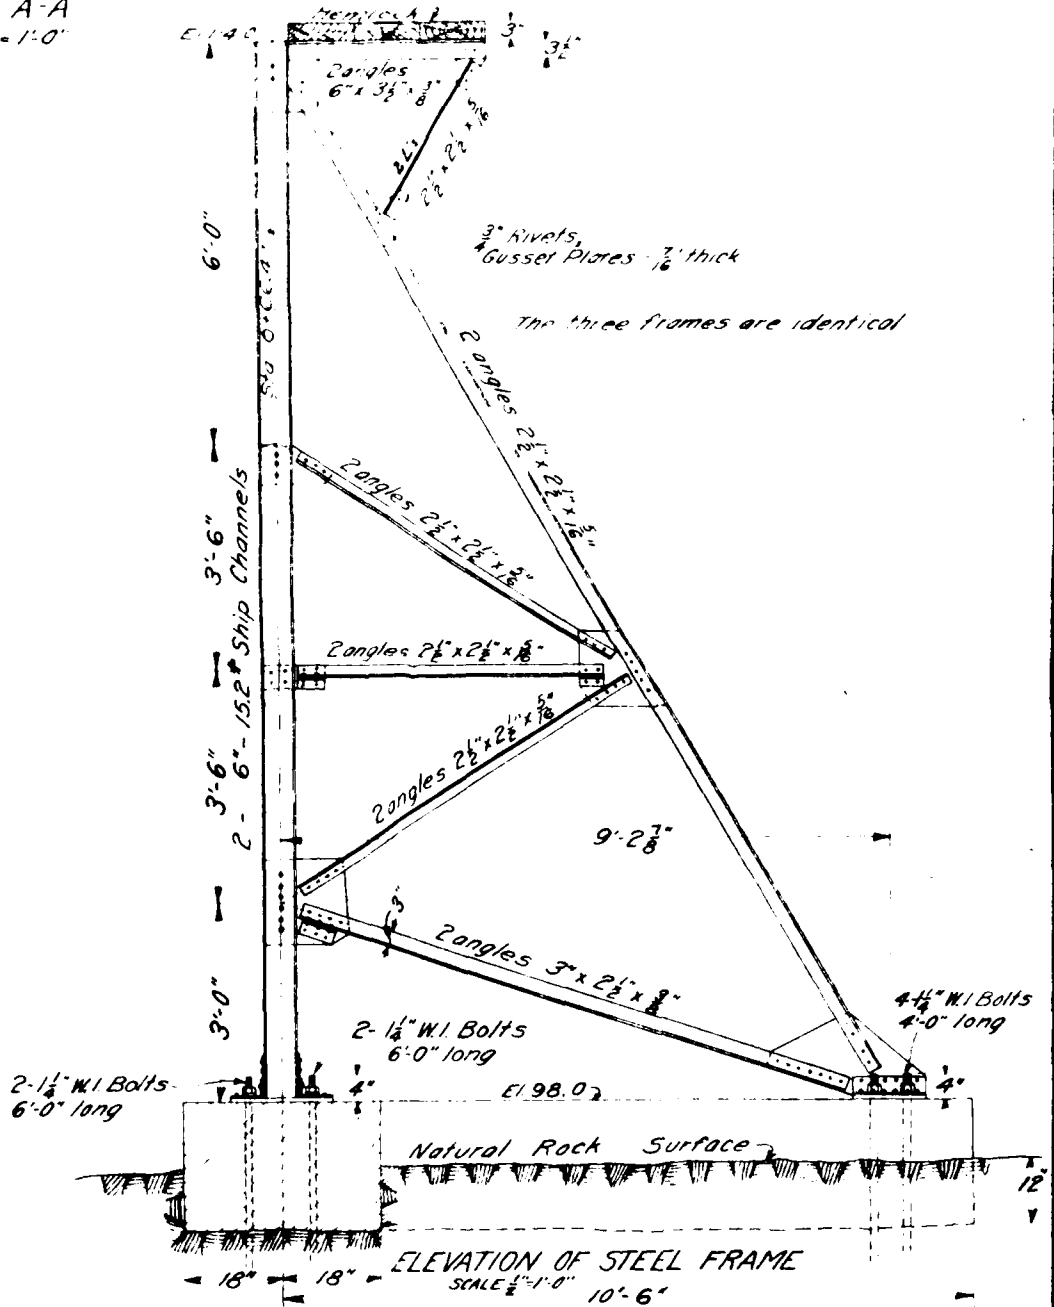 A-A
= 1'-0"
Hemlock
3"
3½"
2 angles
6" x 3½" x ⅜"
2 L's
2½" x 2½" x 5/16
6'-0"
¾" Rivets,
Gusset Plates - 7/16" thick
The three frames are identical
2 angles 2½" x 2½" x 5/16"
3'-6"
2 - 6" - 15.2# Ship Channels
2 angles 2½" x 2½" x 5/16"
2 angles 2½" x 2½" x 5/16"
3'-6"
2 angles 2½" x 2½" x 5/16"
9'-2⅞"
3"
2 angles 3" x 2½" x ⅜"
3'-0"
4-1¼" W.I. Bolts
4'-0" long
2-1¼" W.I. Bolts
6'-0" long
2-1¼" W.I. Bolts
6'-0" long
4"
El 98.0
4"
Natural Rock Surface
12"
ELEVATION OF STEEL FRAME
SCALE ½"=1'-0"
18"
18"
10'-6"